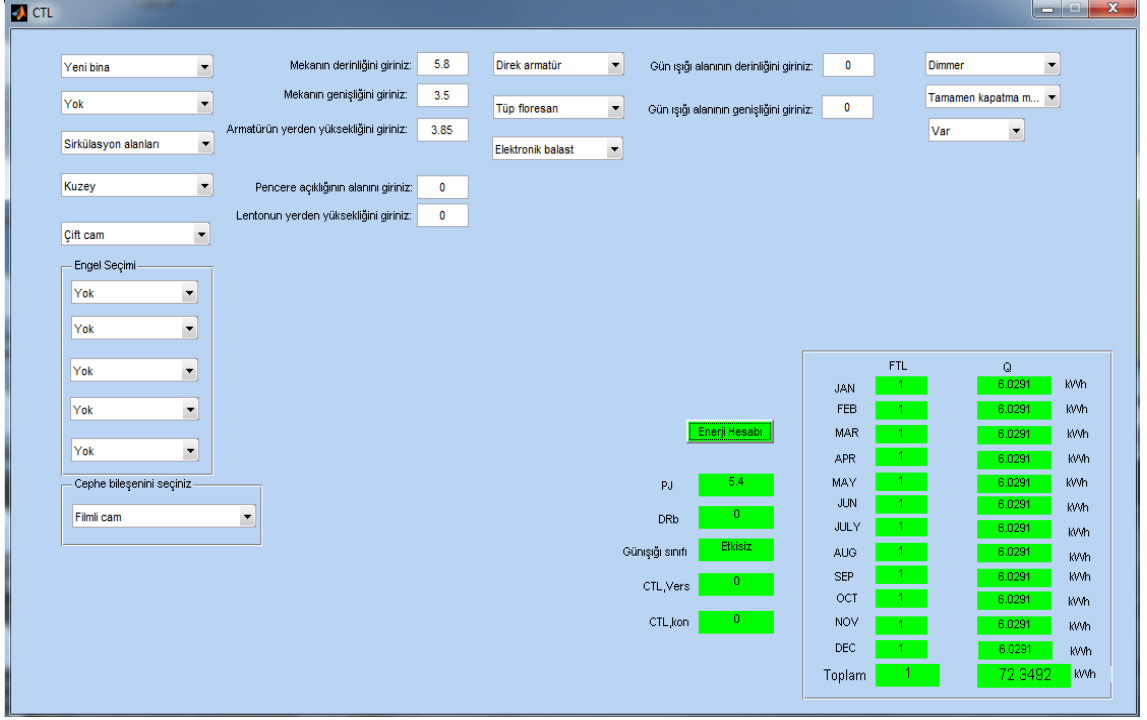 CTL
Yeni bina
Yok
Sirkülasyon alanları
Kuzey
Çift cam
Engel Seçimi
Yok
Yok
Yok
Yok
Yok
Cephe bileşenini seçiniz
Filmli cam
Mekanın derinliğini giriniz: 5.8
Mekanın genişliğini giriniz: 3.5
Armatürün yerden yüksekliğini giriniz: 3.85
Pencere açıklığının alanını giriniz: 0
Lentonun yerden yüksekliğini giriniz: 0
Direk armatür
Tüp floresan
Elektronik balast
Gün ışığı alanının derinliğini giriniz: 0
Gün ışığı alanının genişliğini giriniz: 0
Dimmer
Tamamen kapatma m...
Var
Enerji Hesabı
PJ 5.4
DRb 0
Günışığı sınıfı Etkisiz
CTL,Vers 0
CTL,kon 0
FTL Q
JAN 1 6.0291 kWh
FEB 1 6.0291 kWh
MAR 1 6.0291 kWh
APR 1 6.0291 kWh
MAY 1 6.0291 kWh
JUN 1 6.0291 kWh
JULY 1 6.0291 kWh
AUG 1 6.0291 kWh
SEP 1 6.0291 kWh
OCT 1 6.0291 kWh
NOV 1 6.0291 kWh
DEC 1 6.0291 kWh
Toplam 1 72.3492 kWh